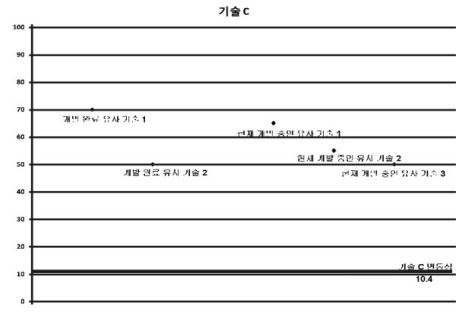 기술 C
100
90
80
70
개발 완료 유사 기술 1
현재 개발 중인 유사 기술 1
60
현재 개발 중인 유사 기술 2
50
개발 완료 유사 기술 2
현재 개발 중인 유사 기술 3
40
30
20
기술 C 변동성
10
10.4
0